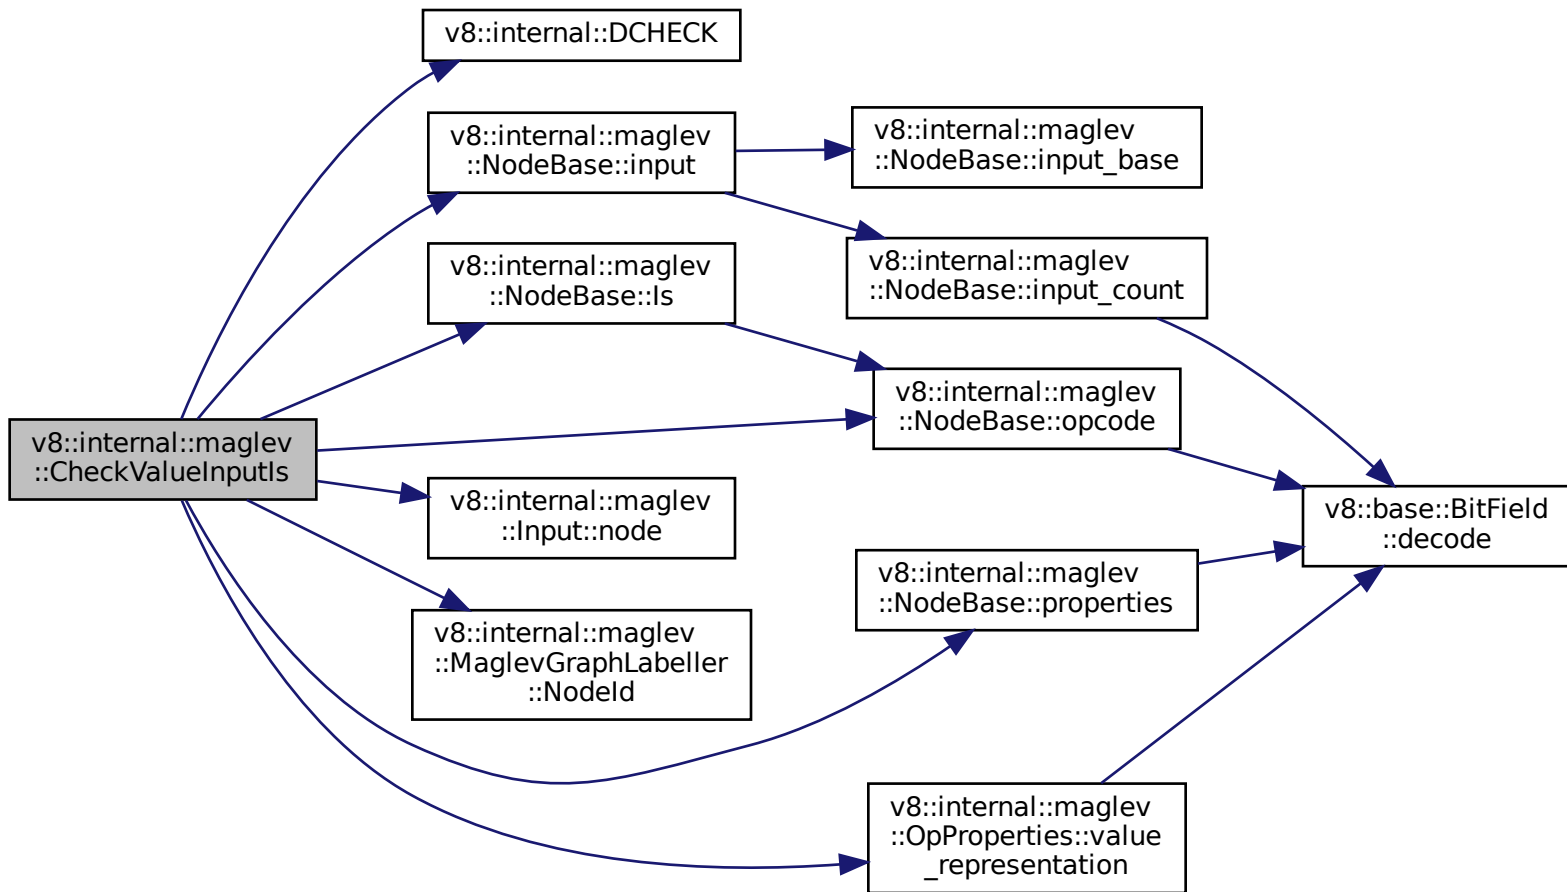 v8::internal::DCHECK
v8::internal::maglev
::NodeBase::input
v8::internal::maglev
::NodeBase::input_base
v8::internal::maglev
::NodeBase::Is
v8::internal::maglev
::NodeBase::input_count
v8::internal::maglev
::CheckValueInputIs
v8::internal::maglev
::NodeBase::opcode
v8::internal::maglev
::Input::node
v8::base::BitField
::decode
v8::internal::maglev
::NodeBase::properties
v8::internal::maglev
::MaglevGraphLabeller
::NodeId
v8::internal::maglev
::OpProperties::value
_representation